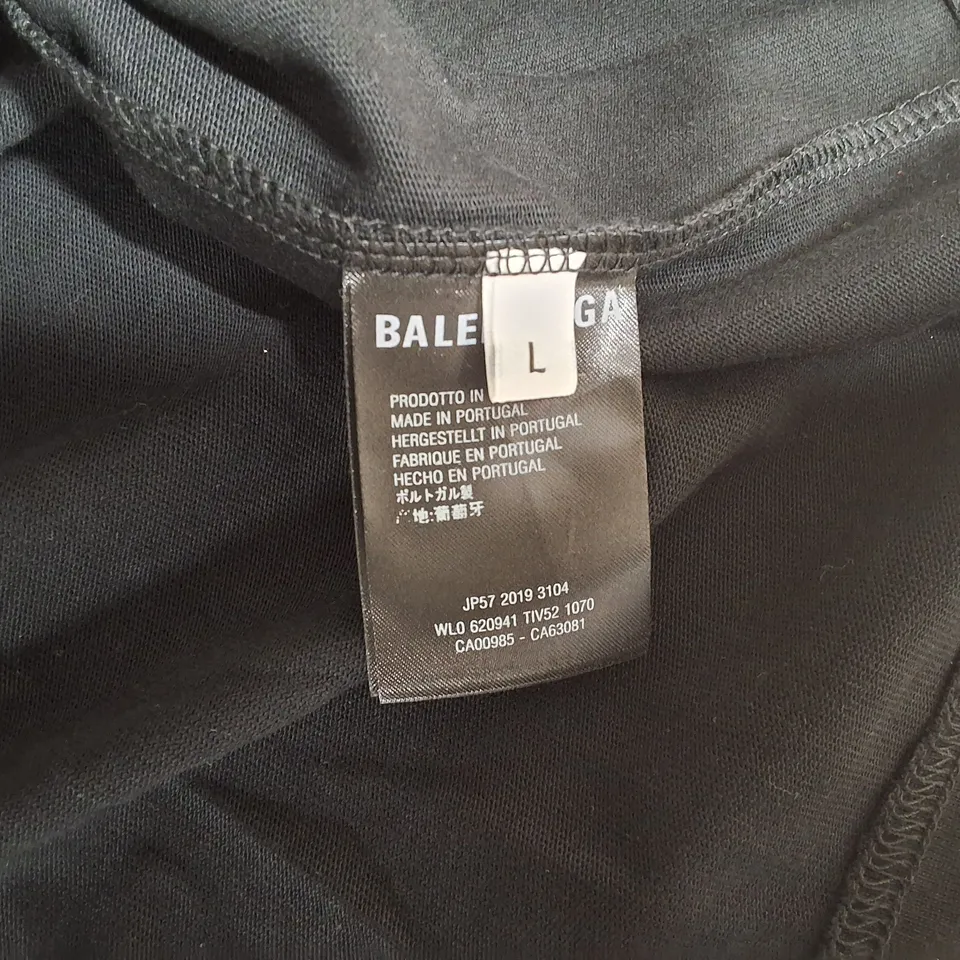 BALE GA
L
PRODOTTO IN
MADE IN PORTUGAL
HERGESTELLT IN PORTUGAL
FABRIQUE EN PORTUGAL
HECHO EN PORTUGAL
ポルトガル製
地:葡萄牙
JP57 2019 3104
WL0 620941 TIV52 1070
CA00985 - CA63081